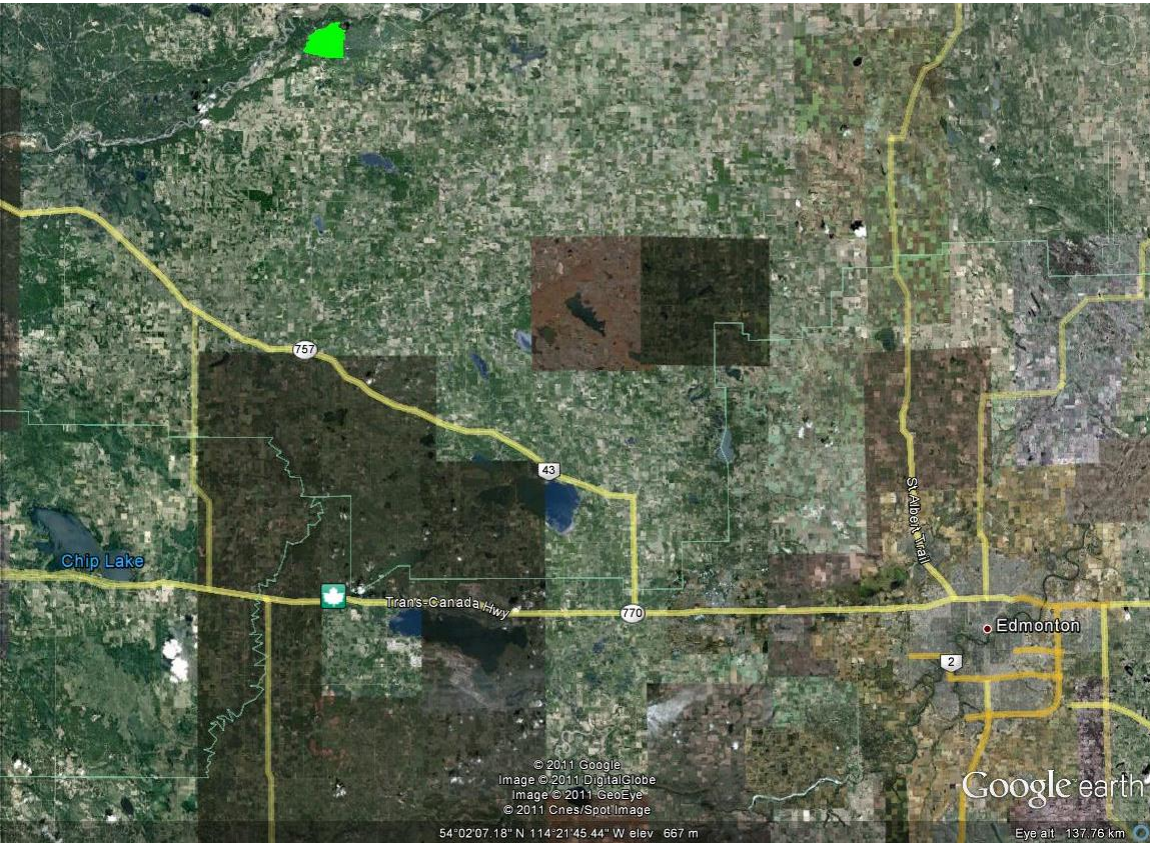 757
43
St Albert Trail
Chip Lake
Trans-Canada Hwy
770
Edmonton
2
© 2011 Google
Image © 2011 DigitalGlobe
Image © 2011 GeoEye
© 2011 Cnes/Spot Image
Google earth
54°02'07.18" N 114°21'45.44" W elev 667 m
Eye alt 137.76 km